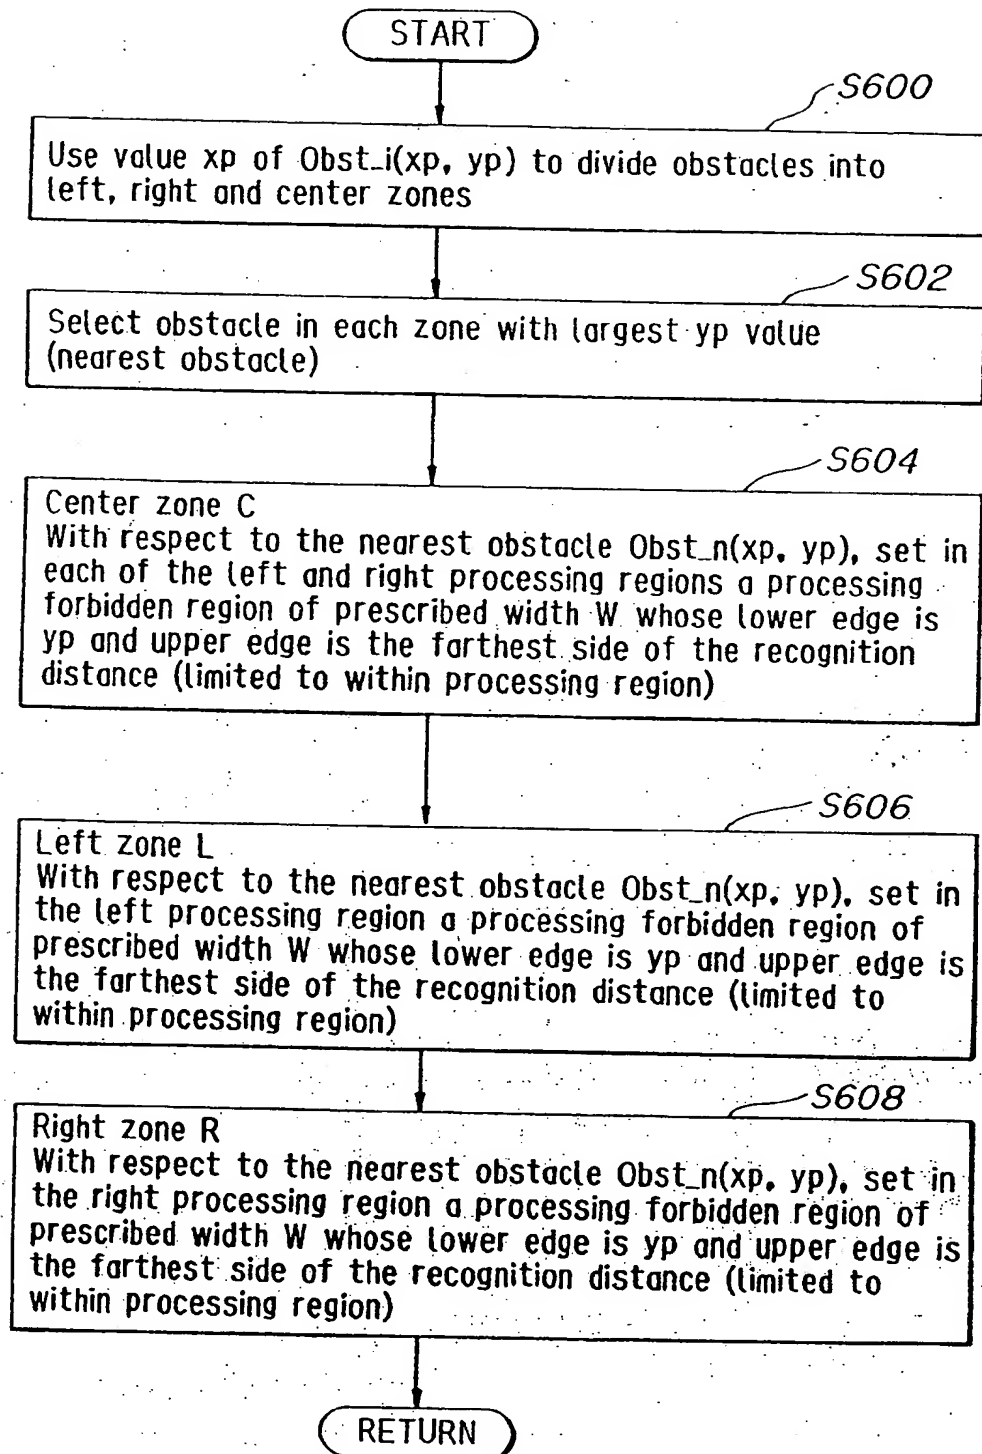 START
S600
Use value xp of Obst_i(xp, yp) to divide obstacles into
left, right and center zones
S602
Select obstacle in each zone with largest yp value
(nearest obstacle)
S604
Center zone C
With respect to the nearest obstacle Obst_n(xp, yp), set in
each of the left and right processing regions a processing
forbidden region of prescribed width W whose lower edge is
yp and upper edge is the farthest side of the recognition
distance (limited to within processing region)
S606
Left zone L
With respect to the nearest obstacle Obst_n(xp, yp), set in
the left processing region a processing forbidden region of
prescribed width W whose lower edge is yp and upper edge is
the farthest side of the recognition distance (limited to
within processing region)
S608
Right zone R
With respect to the nearest obstacle Obst_n(xp, yp), set in
the right processing region a processing forbidden region of
prescribed width W whose lower edge is yp and upper edge is
the farthest side of the recognition distance (limited to
within processing region)
RETURN